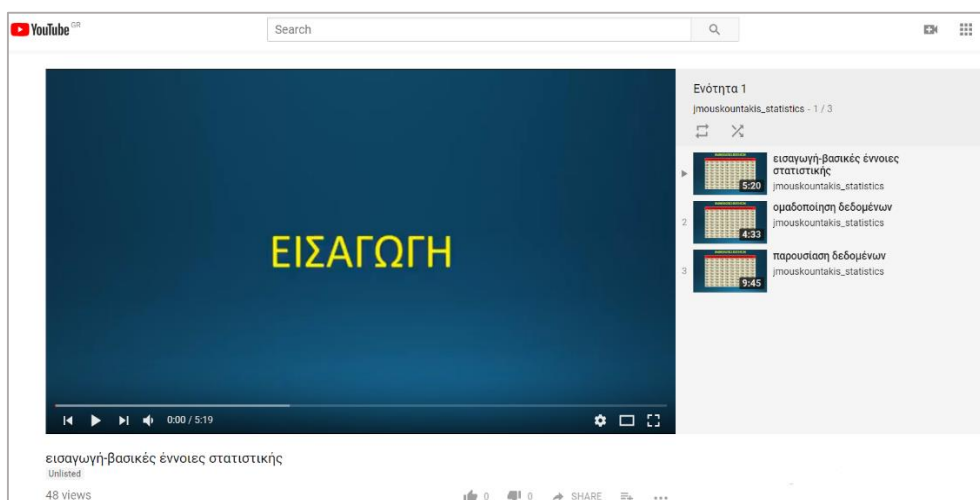 YouTube GR
Search
ΕΙΣΑΓΩΓΗ
0:00 / 5:19
εισαγωγή-βασικές έννοιες στατιστικής
Unlisted
48 views
0 0 SHARE
Ενότητα 1
jmouskountakis_statistics - 1 / 3
5:20
εισαγωγή-βασικές έννοιες
στατιστικής
jmouskountakis_statistics
2
4:33
ομαδοποίηση δεδομένων
jmouskountakis_statistics
3
9:45
παρουσίαση δεδομένων
jmouskountakis_statistics